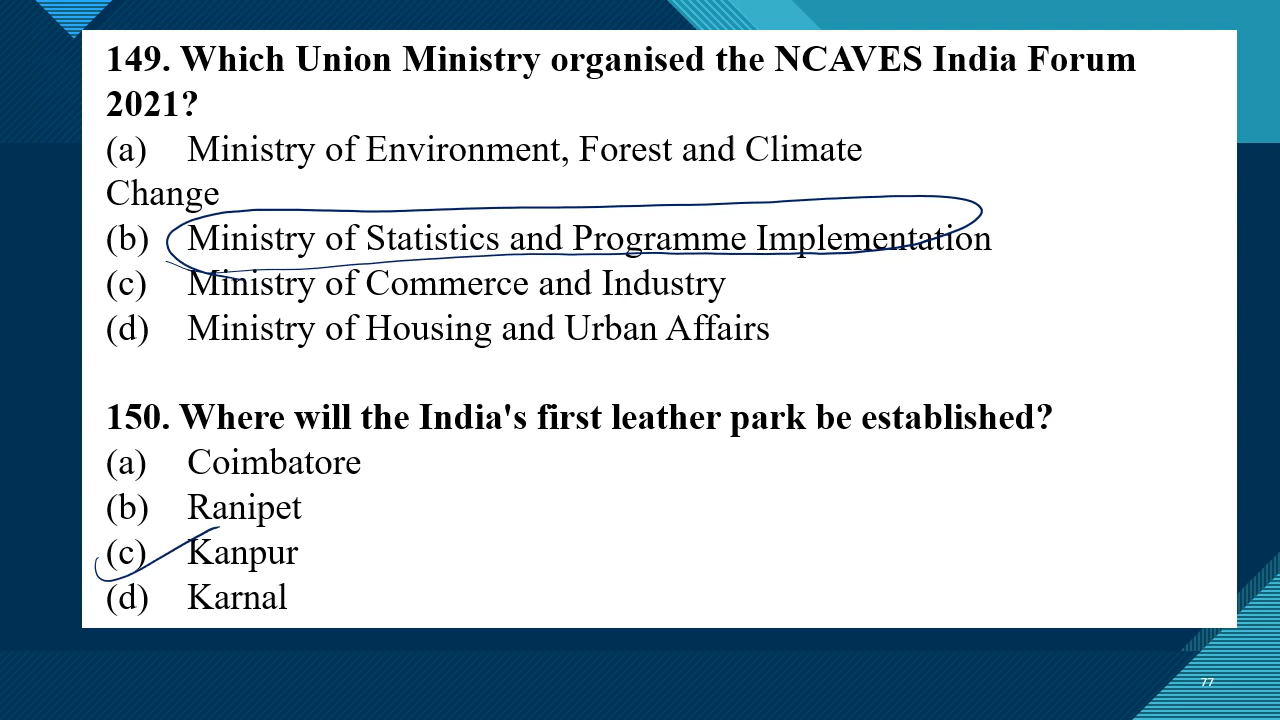 149. Which Union Ministry organised the NCAVES India Forum
2021?
(a) Ministry of Environment, Forest and Climate
Change
(b) Ministry of Statistics and Programme Implementation
(c) Ministry of Commerce and Industry
(d) Ministry of Housing and Urban Affairs
150. Where will the India's first leather park be established?
(a) Coimbatore
(b) Ranipet
(c) Kanpur
(d) Karnal
77